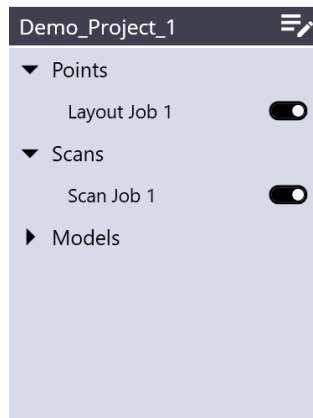 Demo_Project_1
Points
Layout Job 1
Scans
Scan Job 1
Models